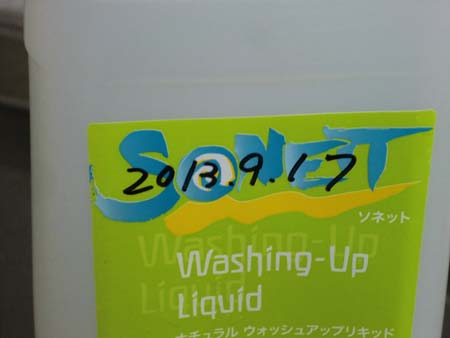 SONETT
2013.9.17
ソネット
Washing-Up
Liquid
ナチュラル ウォッシュアップリキッド